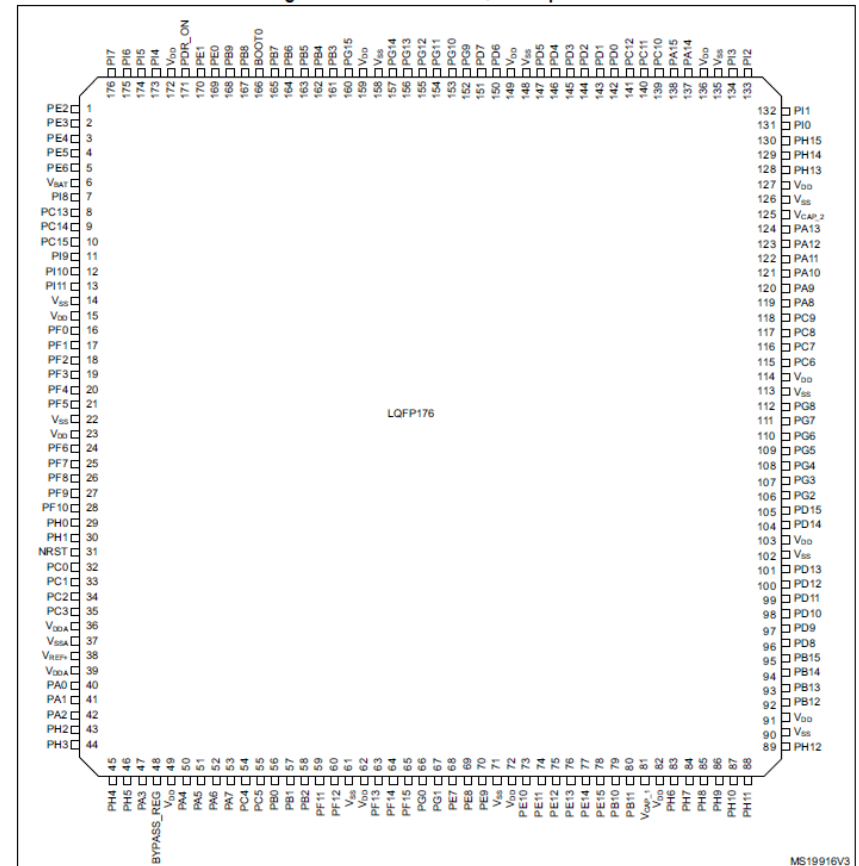 PI7 PI6 PI5 PI4 VDD PDR_ON PE1 PE0 PB9 PB8 BOOT0 PB7 PB6 PB5 PB4 PB3 PG15 VDD VSS PG14 PG13 PG12 PG11 PG10 PG9 PD7 PD6 VDD VSS PD5 PD4 PD3 PD2 PD1 PD0 PC12 PC11 PC10 PA15 PA14 VDD VSS PI3 PI2
176 175 174 173 172 171 170 169 168 167 166 165 164 163 162 161 160 159 158 157 156 155 154 153 152 151 150 149 148 147 146 145 144 143 142 141 140 139 138 137 136 135 134 133
PE2 1
PE3 2
PE4 3
PE5 4
PE6 5
VBAT 6
PI8 7
PC13 8
PC14 9
PC15 10
PI9 11
PI10 12
PI11 13
VSS 14
VDD 15
PF0 16
PF1 17
PF2 18
PF3 19
PF4 20
PF5 21
VSS 22
VDD 23
PF6 24
PF7 25
PF8 26
PF9 27
PF10 28
PH0 29
PH1 30
NRST 31
PC0 32
PC1 33
PC2 34
PC3 35
VDDA 36
VSSA 37
VREF+ 38
VDDA 39
PA0 40
PA1 41
PA2 42
PH2 43
PH3 44
LQFP176
132 PI1
131 PI0
130 PH15
129 PH14
128 PH13
127 VDD
126 VSS
125 VCAP_2
124 PA13
123 PA12
122 PA11
121 PA10
120 PA9
119 PA8
118 PC9
117 PC8
116 PC7
115 PC6
114 VDD
113 VSS
112 PG8
111 PG7
110 PG6
109 PG5
108 PG4
107 PG3
106 PG2
105 PD15
104 PD14
103 VDD
102 VSS
101 PD13
100 PD12
99 PD11
98 PD10
97 PD9
96 PD8
95 PB15
94 PB14
93 PB13
92 PB12
91 VDD
90 VSS
89 PH12
45 46 47 48 49 50 51 52 53 54 55 56 57 58 59 60 61 62 63 64 65 66 67 68 69 70 71 72 73 74 75 76 77 78 79 80 81 82 83 84 85 86 87 88
PH4 PH5 PA3 BYPASS_REG VDD PA4 PA5 PA6 PA7 PC4 PC5 PB0 PB1 PB2 PF11 PF12 VSS VDD PF13 PF14 PF15 PG0 PG1 PE7 PE8 PE9 VSS VDD PE10 PE11 PE12 PE13 PE14 PE15 PB10 PB11 VCAP_1 VDD PH6 PH7 PH8 PH9 PH10 PH11
MS19916V3